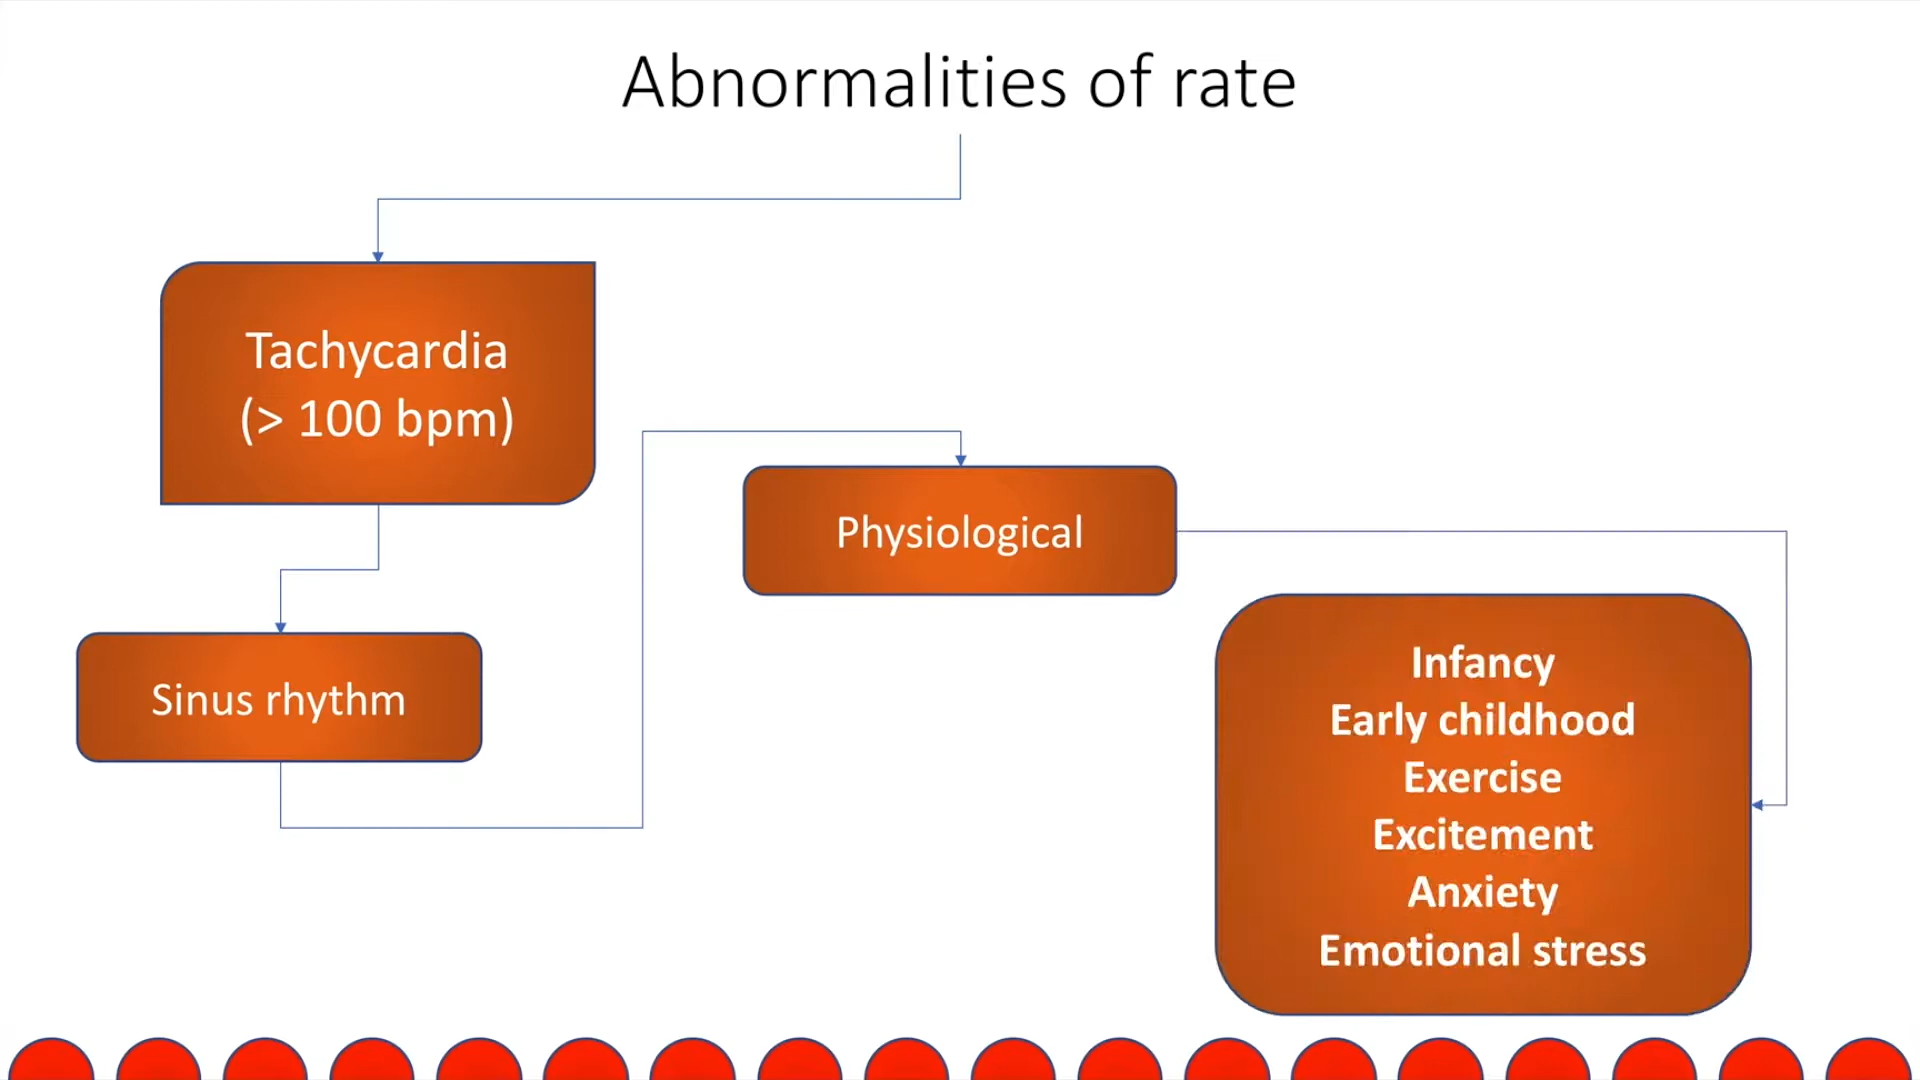 Abnormalities of rate
Tachycardia
(> 100 bpm)
Sinus rhythm
Physiological
Infancy
Early childhood
Exercise
Excitement
Anxiety
Emotional stress